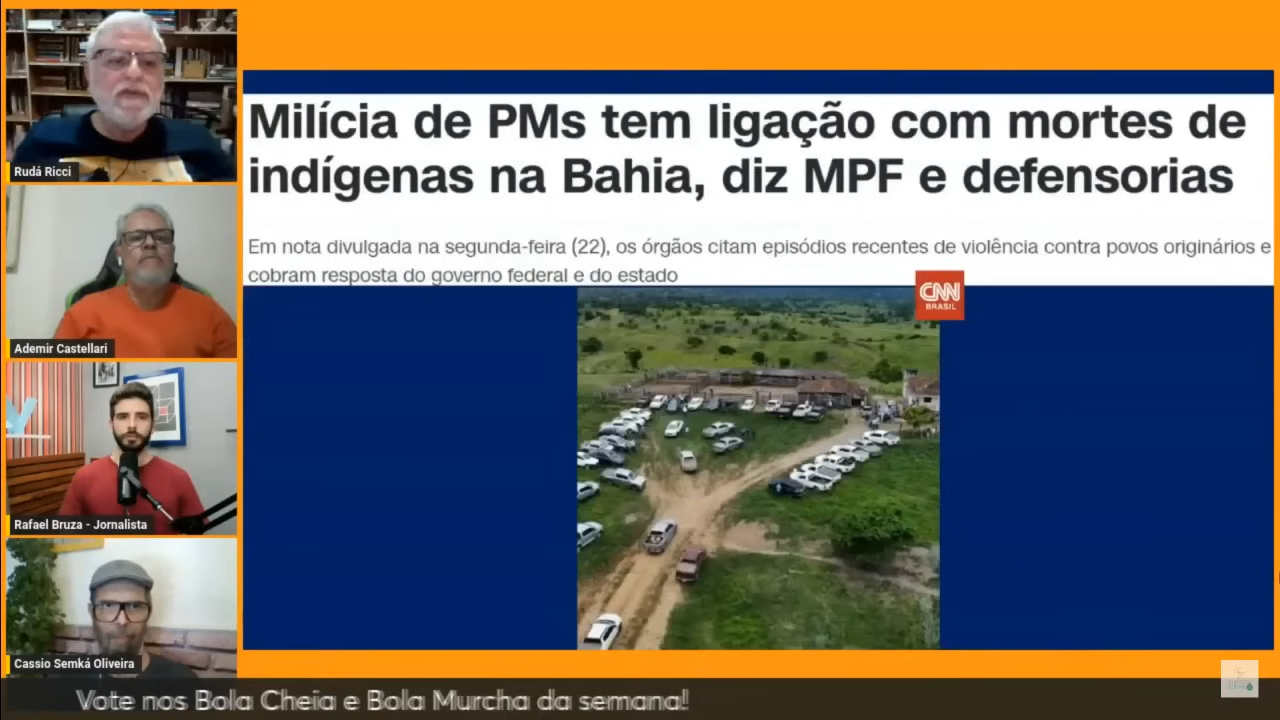 Milícia de PMs tem ligação com mortes de
indígenas na Bahia, diz MPF e defensorias
Em nota divulgada na segunda-feira (22), os órgãos citam episódios recentes de violência contra povos originários e
cobram resposta do governo federal e do estado
CNN
BRASIL
Rudá Ricci
Ademir Castellari
Rafael Bruza - Jornalista
Cassio Semká Oliveira
Vote nos Bola Cheia e Bola Murcha da semana!